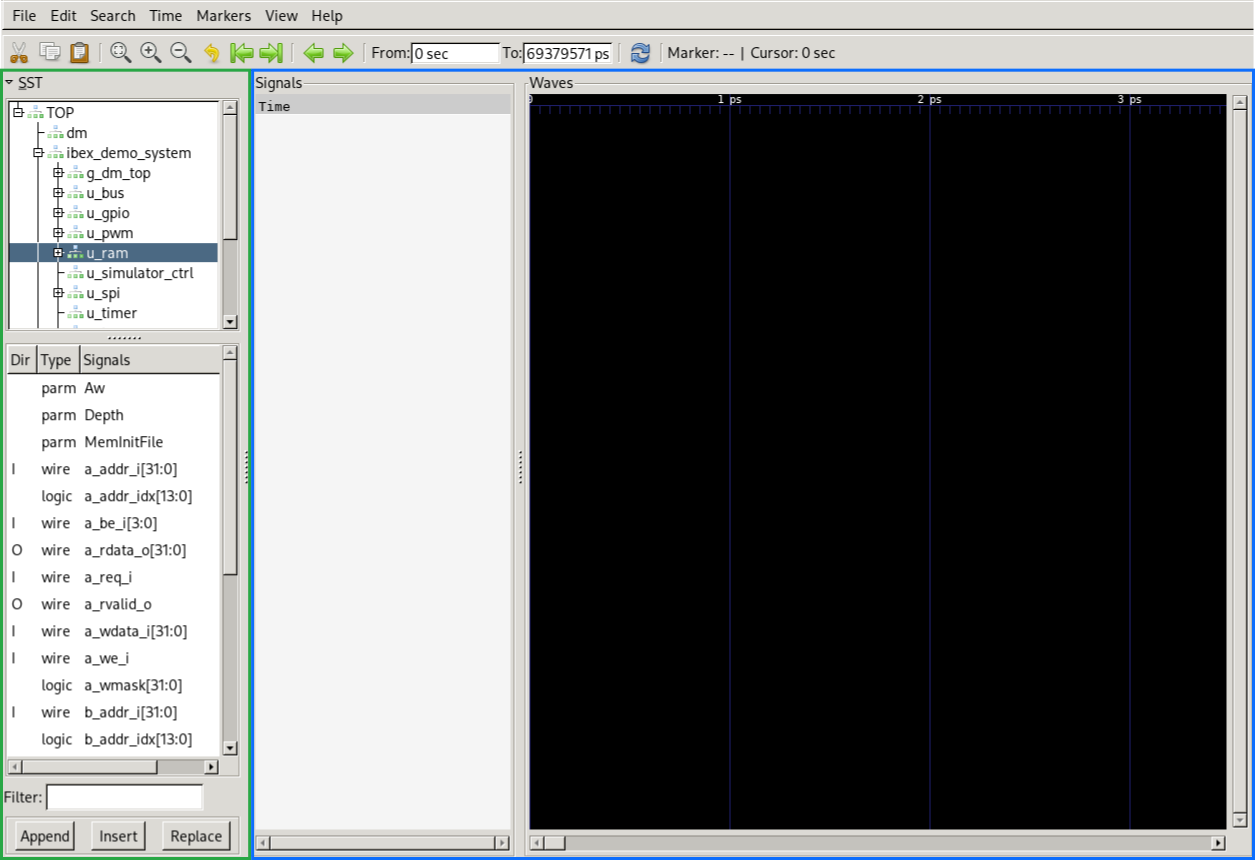 File Edit Search Time Markers View Help
From: 0 sec To: 69379571 ps Marker: -- | Cursor: 0 sec
SST
TOP
dm
ibex_demo_system
g_dm_top
u_bus
u_gpio
u_pwm
u_ram
u_simulator_ctrl
u_spi
u_timer
Dir Type Signals
parm Aw
parm Depth
parm MemInitFile
I wire a_addr_i[31:0]
logic a_addr_idx[13:0]
I wire a_be_i[3:0]
O wire a_rdata_o[31:0]
I wire a_req_i
O wire a_rvalid_o
I wire a_wdata_i[31:0]
I wire a_we_i
logic a_wmask[31:0]
I wire b_addr_i[31:0]
logic b_addr_idx[13:0]
Filter:
Append Insert Replace
Signals
Time
Waves
0 1 ps 2 ps 3 ps